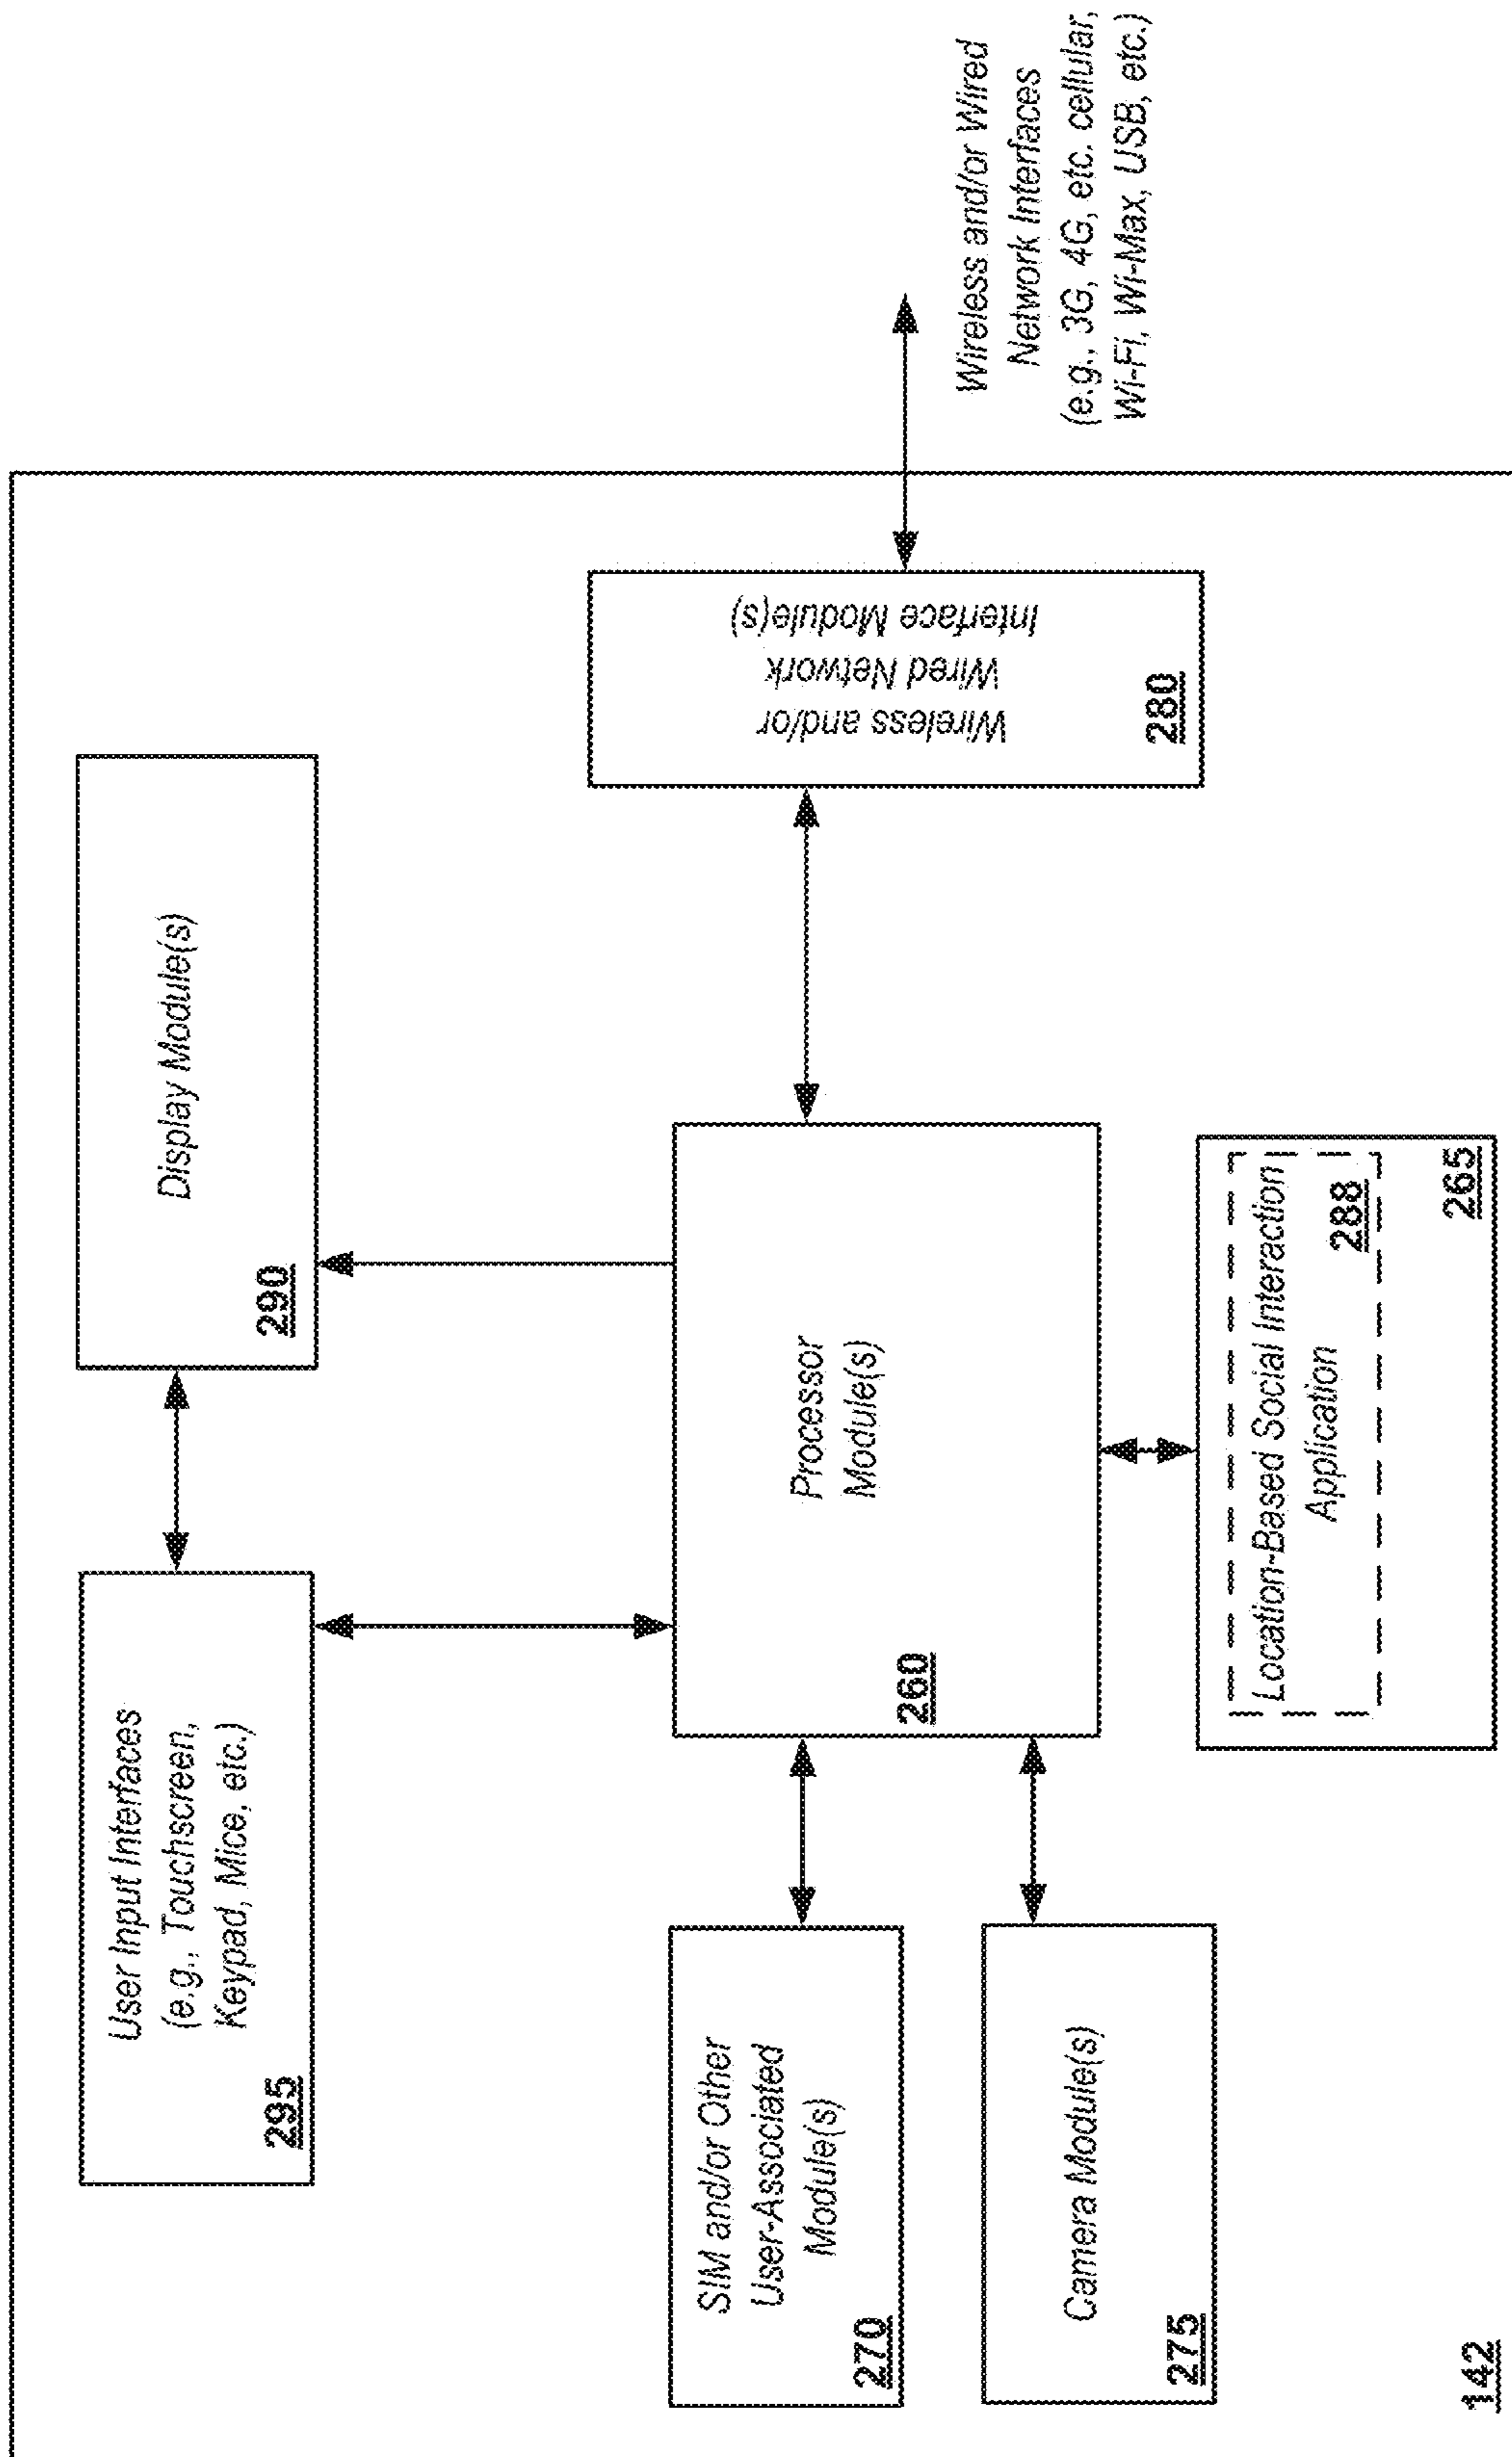 User Input Interfaces
(e.g., Touchscreen,
Keypad, Mice, etc.)
295
Display Module(s)
290
SIM and/or Other
User-Associated
Module(s)
270
Processor
Module(s)
260
Wireless and/or
Wired Network
Interface Module(s)
280
Wireless and/or Wired
Network Interfaces
(e.g., 3G, 4G, etc. cellular,
Wi-Fi, Wi-Max, USB, etc.)
Camera Module(s)
275
Location-Based Social Interaction
Application
288
265
142